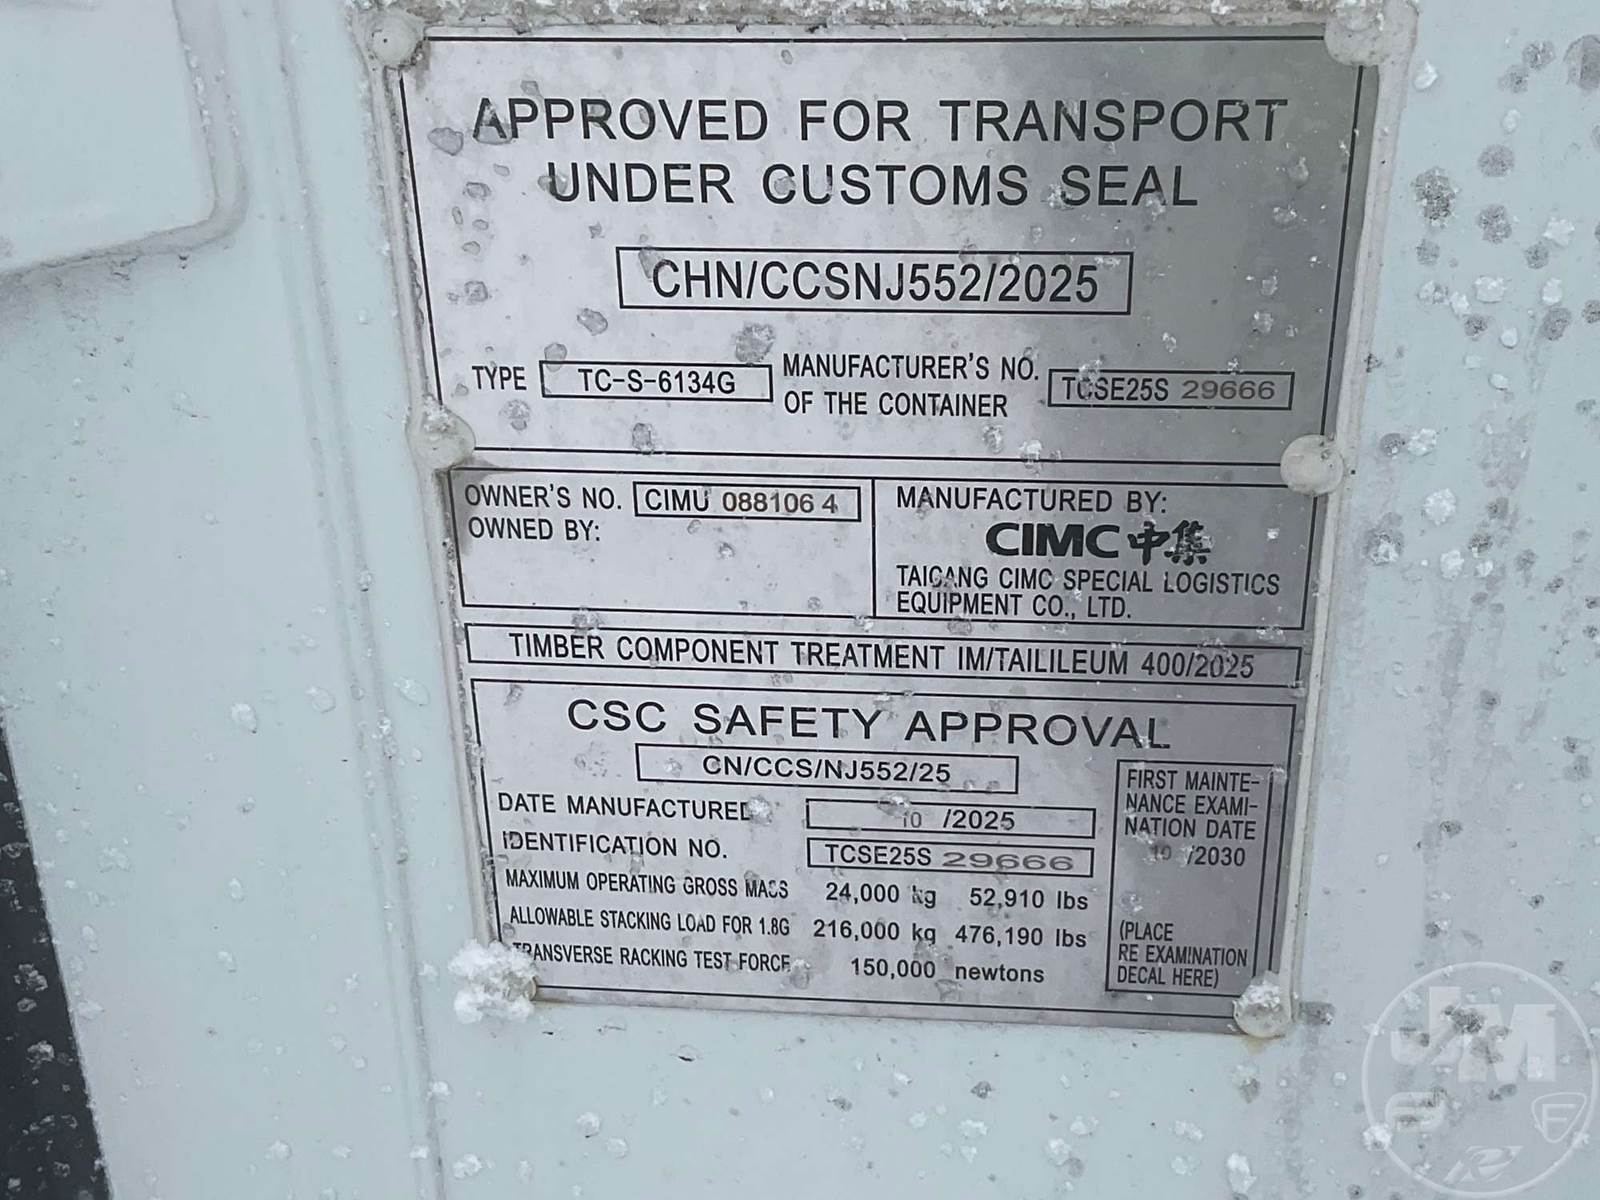 APPROVED FOR TRANSPORT
UNDER CUSTOMS SEAL
CHN/CCSNJ552/2025
TYPE TC-S-6134G MANUFACTURER'S NO. OF THE CONTAINER TCSE25S 29666
OWNER'S NO. CIMU 088106 4
OWNED BY:
MANUFACTURED BY:
CIMC 中集
TAICANG CIMC SPECIAL LOGISTICS
EQUIPMENT CO., LTD.
TIMBER COMPONENT TREATMENT IM/TAILILEUM 400/2025
CSC SAFETY APPROVAL
CN/CCS/NJ552/25
DATE MANUFACTURED 10 /2025
IDENTIFICATION NO. TCSE25S 29666
MAXIMUM OPERATING GROSS MASS 24,000 kg 52,910 lbs
ALLOWABLE STACKING LOAD FOR 1.8G 216,000 kg 476,190 lbs
TRANSVERSE RACKING TEST FORCE 150,000 newtons
FIRST MAINTE-
NANCE EXAMI-
NATION DATE
10 /2030
(PLACE
RE EXAMINATION
DECAL HERE)
JM